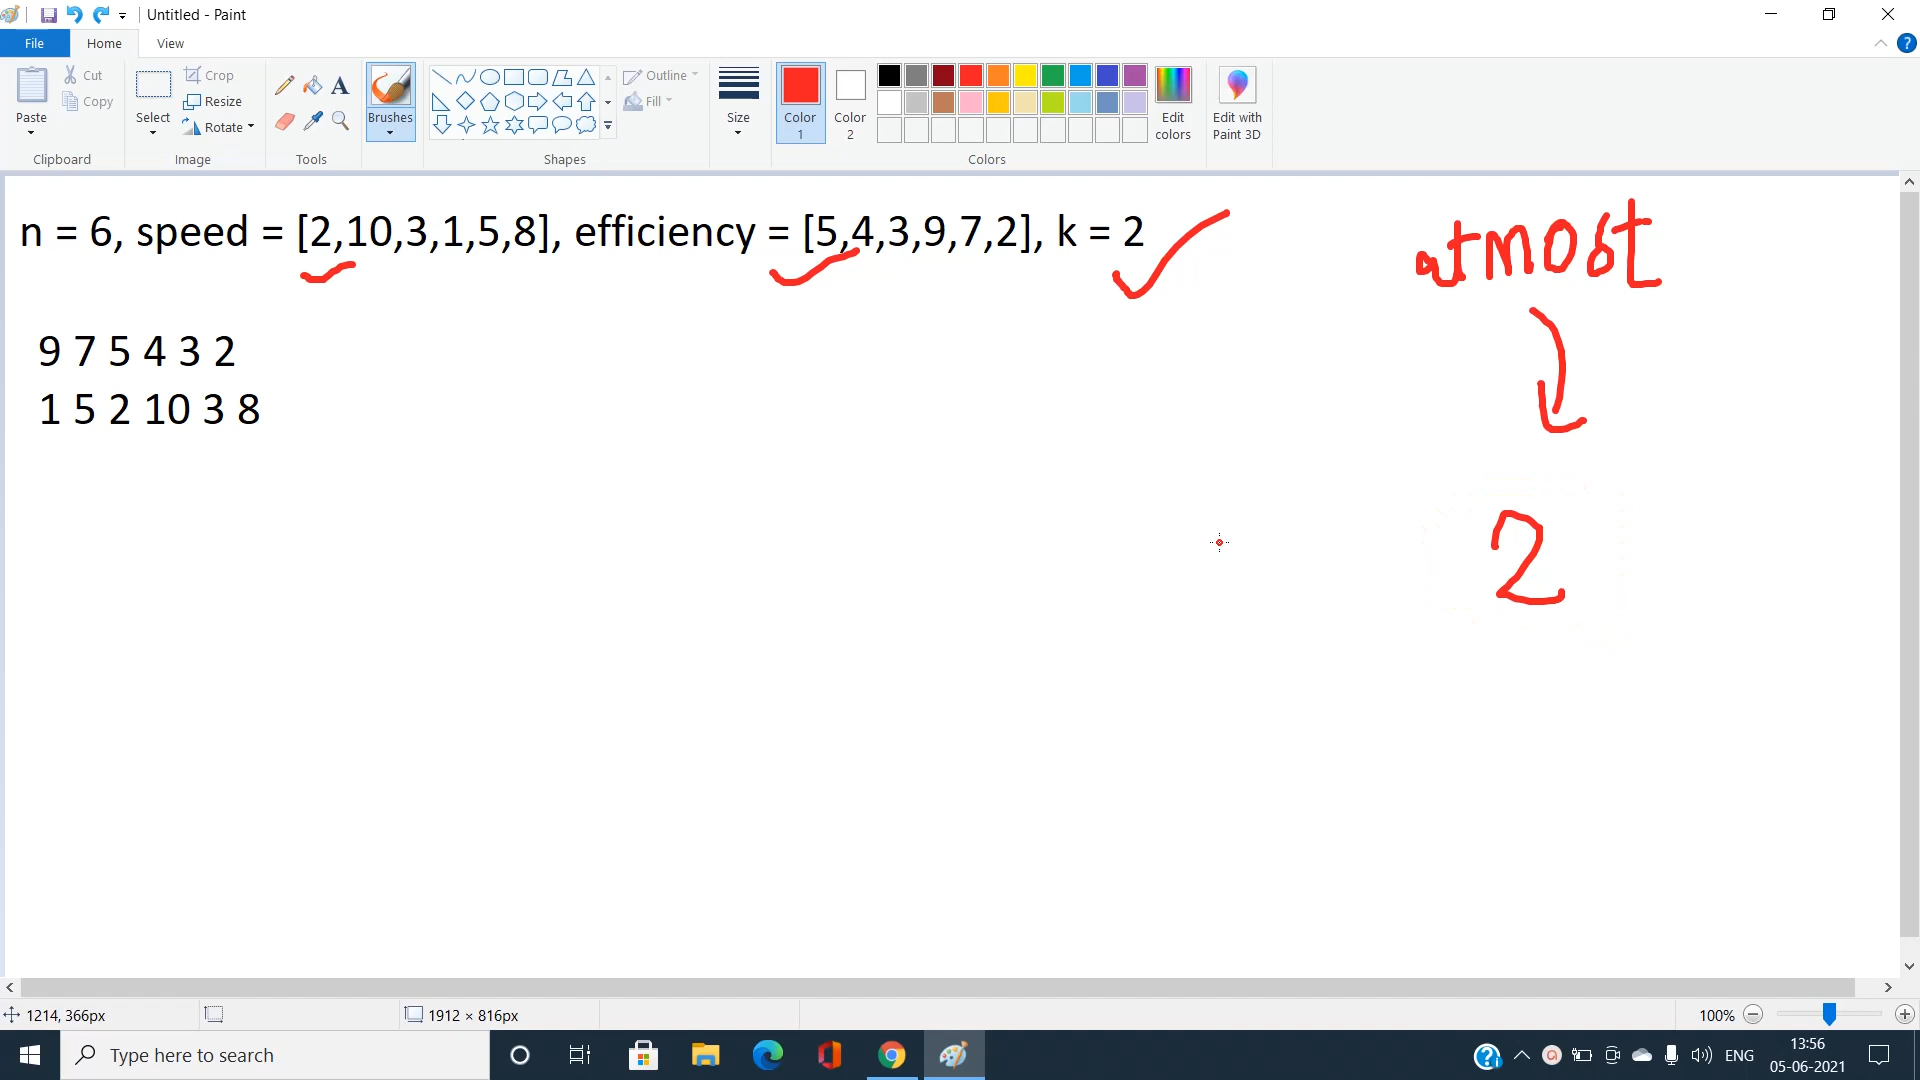 Untitled - Paint
File Home View
Paste
Cut
Copy
Clipboard
Select
Crop
Resize
Rotate
Image
Tools
Brushes
Outline
Fill
Shapes
Size
Color 1
Color 2
Edit colors
Colors
Edit with Paint 3D
n = 6, speed = [2,10,3,1,5,8], efficiency = [5,4,3,9,7,2], k = 2
atmost
9 7 5 4 3 2
1 5 2 10 3 8
2
1214, 366px
1912 × 816px
100%
Type here to search
ENG
13:56
05-06-2021